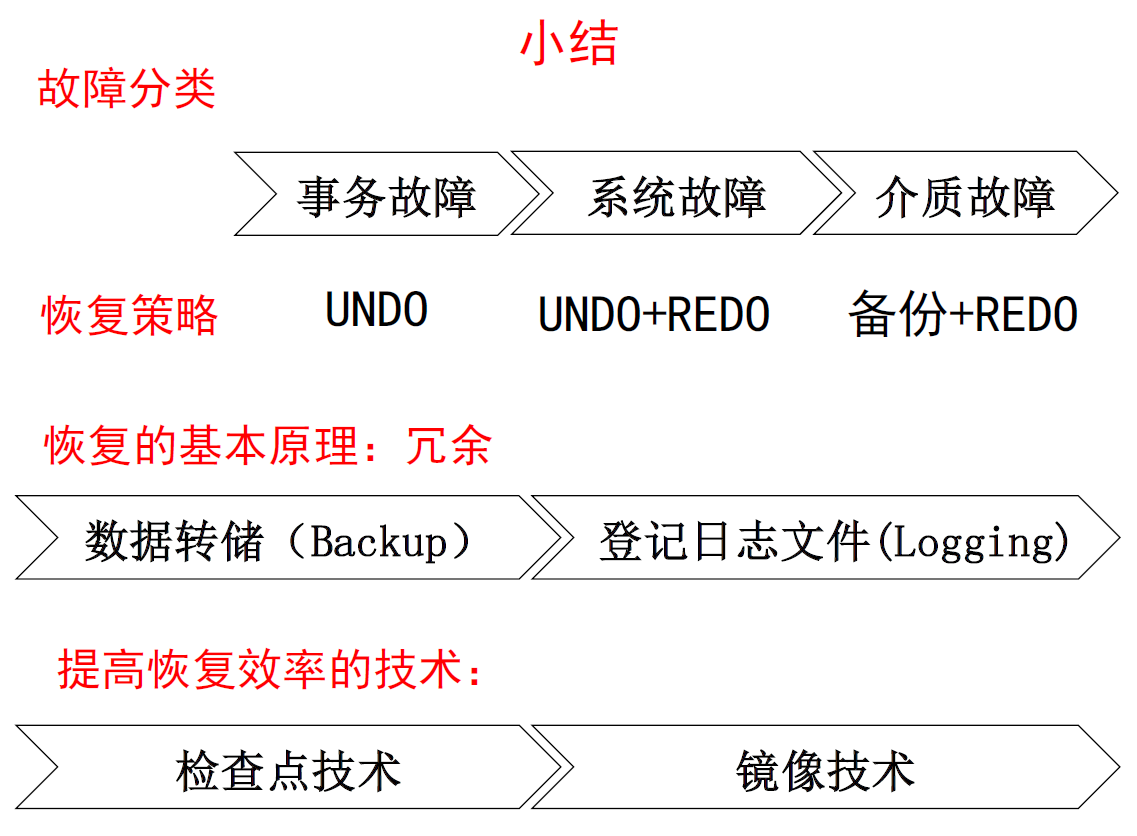 小结
故障分类
事务故障 系统故障 介质故障
恢复策略 UNDO UNDO+REDO 备份+REDO
恢复的基本原理：冗余
数据转储（Backup） 登记日志文件(Logging)
提高恢复效率的技术：
检查点技术 镜像技术